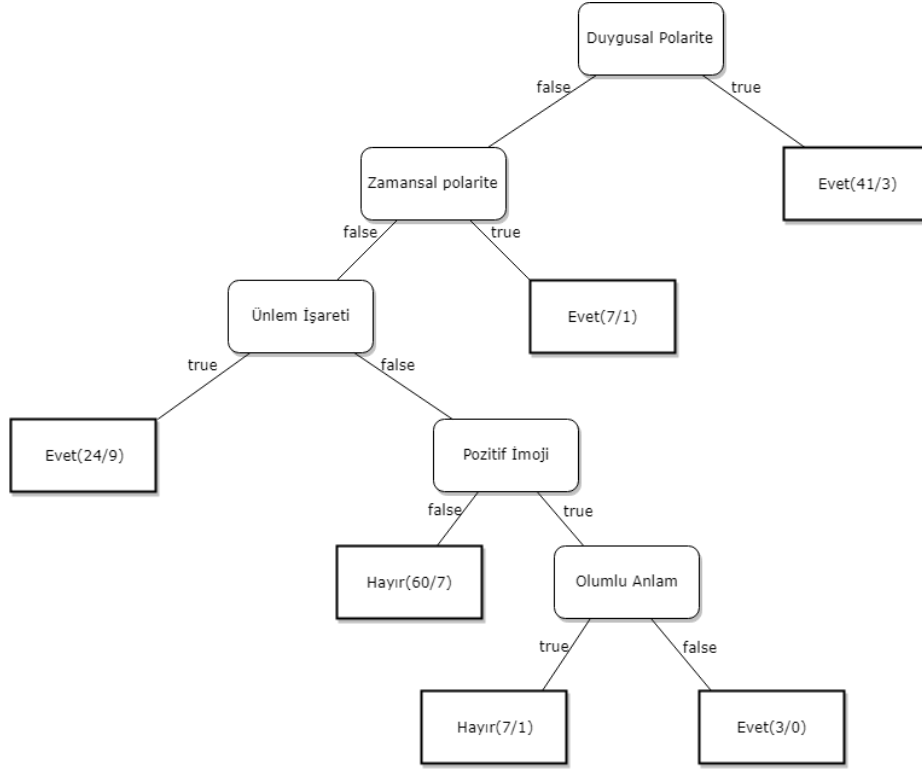 Duygusal Polarite
false
true
Zamansal polarite
Evet(41/3)
false
true
Ünlem İşareti
Evet(7/1)
true
false
Evet(24/9)
Pozitif İmoji
false
true
Hayır(60/7)
Olumlu Anlam
true
false
Hayır(7/1)
Evet(3/0)